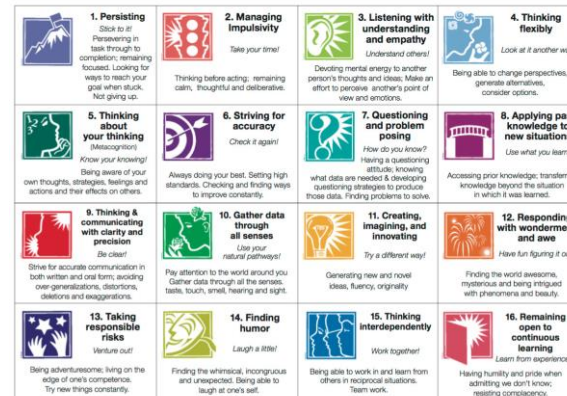 1. Persisting
Stick to it!
Persevering in
task through to
completion; remaining
focused. Looking for
ways to reach your
goal when stuck.
Not giving up.
2. Managing
Impulsivity
Take your time!
Thinking before acting; remaining
calm, thoughtful and deliberative.
3. Listening with
understanding
and empathy
Understand others!
Devoting mental energy to another
person's thoughts and ideas; Make an
effort to perceive another's point of
view and emotions.
4. Thinking
flexibly
Look at it another
Being able to change perspectives,
generate alternatives,
consider options.
5. Thinking
about
your thinking
(Metacognition)
Know your knowing!
Being aware of your
own thoughts, strategies, feelings and
actions and their effects on others.
6. Striving for
accuracy
Check it again!
Always doing your best. Setting high
standards. Checking and finding ways
to improve constantly.
7. Questioning
and problem
posing
How do you know?
Having a questioning
attitude; knowing
what data are needed & developing
questioning strategies to produce
those data. Finding problems to solve.
8. Applying
knowledge to
new
Use what you
Accessing prior knowledge;
knowledge beyond the situation
in which it was learned.
9. Thinking &
communicating
with clarity and
precision
Be clear!
Strive for accurate communication in
both written and oral form; avoiding
over-generalizations, distortions,
deletions and exaggerations.
10. Gather data
through
all senses
Use your
natural pathways!
Pay attention to the world around you
Gather data through all the senses.
taste, touch, smell, hearing and sight.
11. Creating,
imagining, and
innovating
Try a different way!
Generating new and novel
ideas, fluency, originality
12.
with
and awe
Have fun figuring it
Finding the world awesome,
mysterious and being intrigued
with phenomena and beauty.
13. Taking
responsible
risks
Venture out!
Being adventuresome; living on the
edge of one's competence.
Try new things constantly.
14. Finding
humor
Laugh a little!
Finding the whimsical, incongruous
and unexpected. Being able to
laugh at one's self.
15. Thinking
interdependently
Work together!
Being able to work in and learn from
others in reciprocal situations.
Team work.
16. Remaining
open to
continuous
learning
Learn from
Having humility and pride when
admitting we don't know;
resisting complacency.